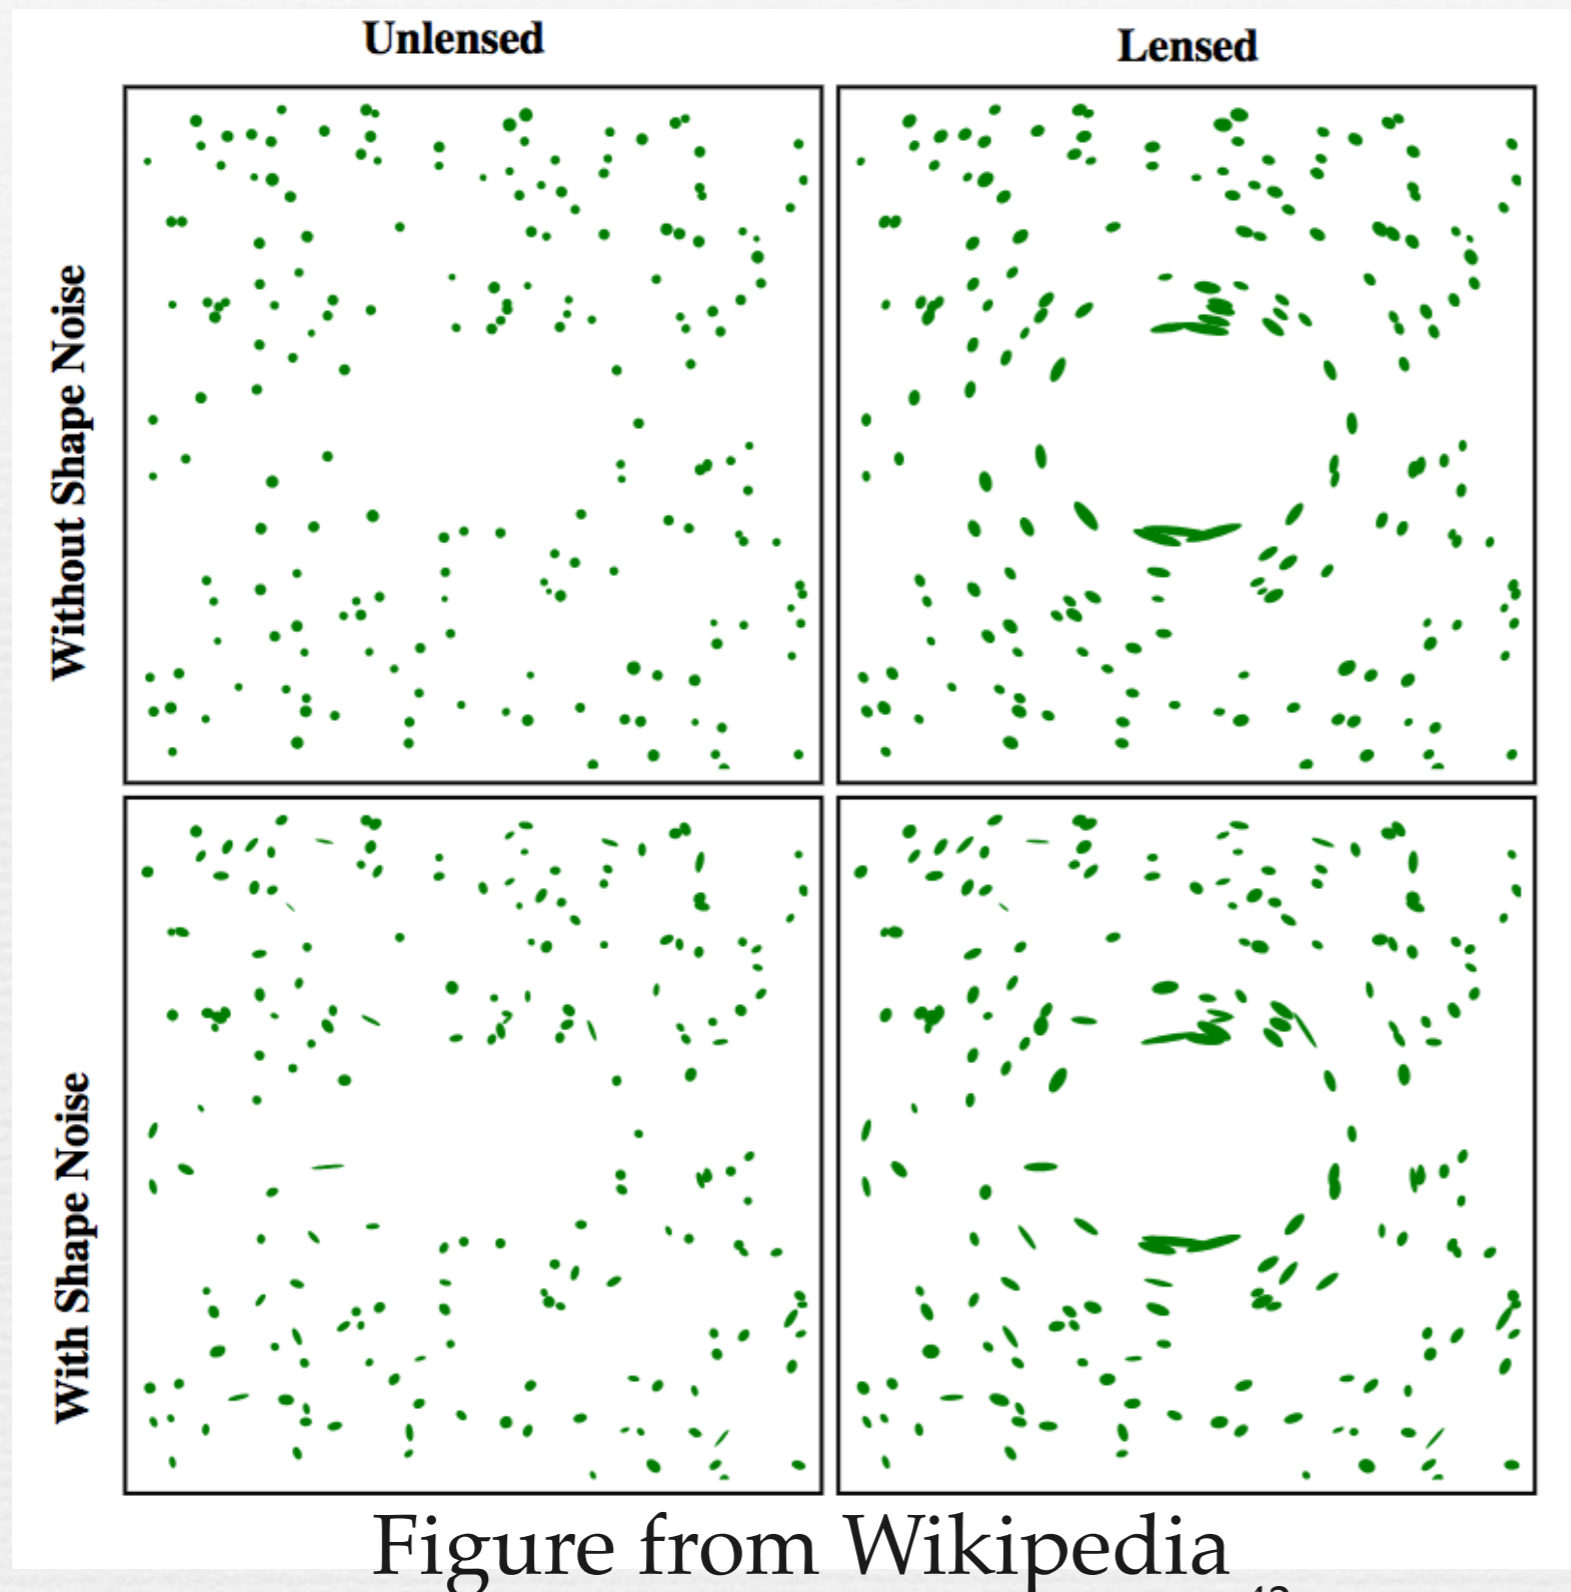 Unlensed
Lensed
Without Shape Noise
With Shape Noise
Figure from Wikipedia